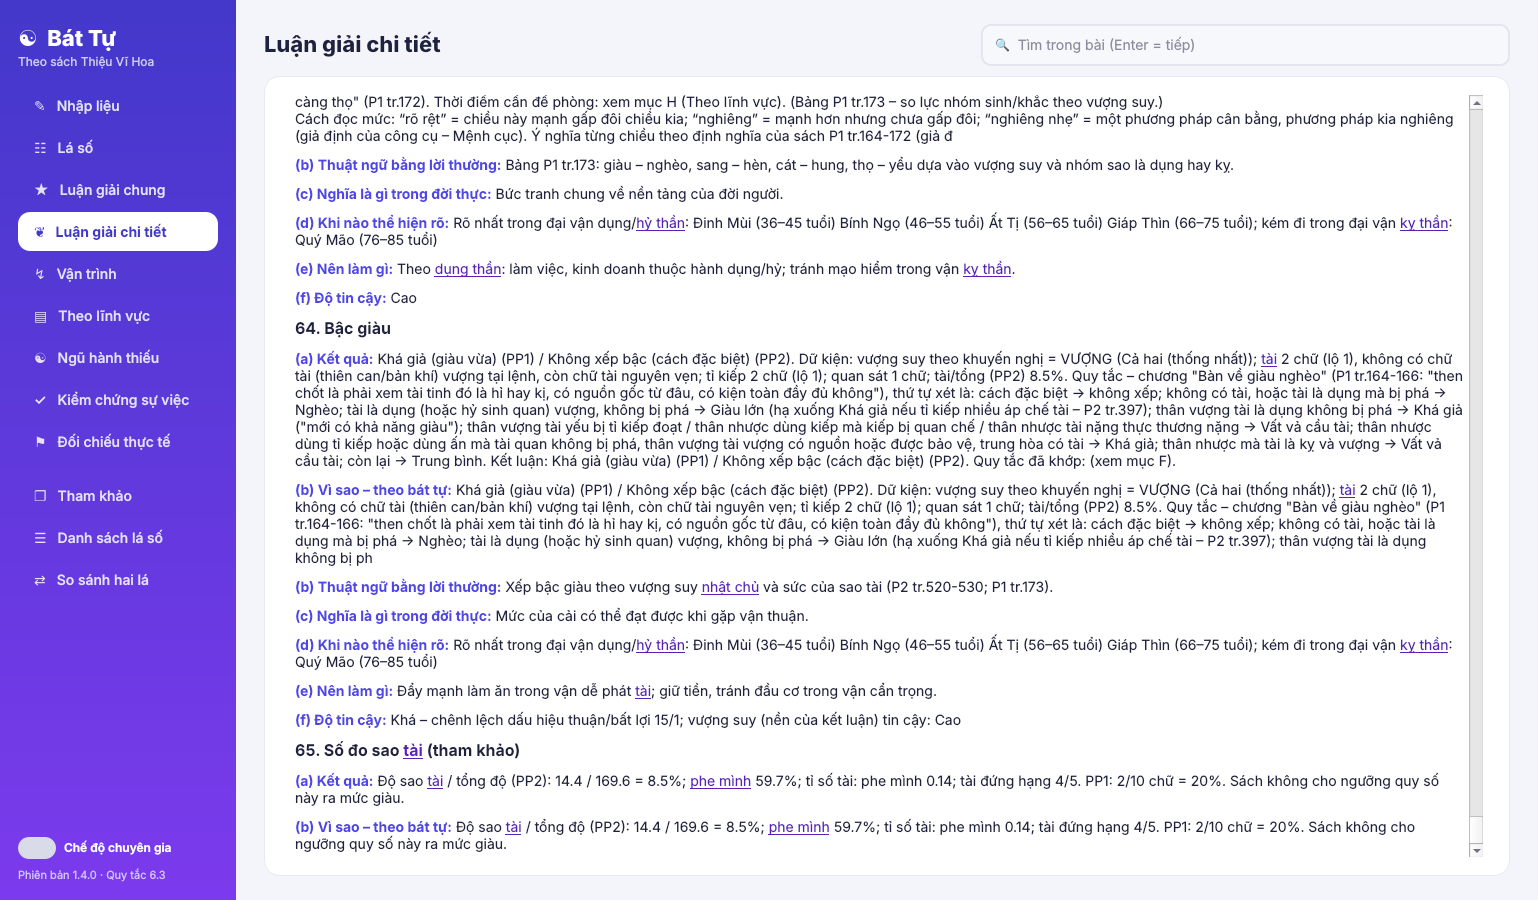 ☯ Bát Tự
Theo sách Thiệu Vĩ Hoa
✎ Nhập liệu
☷ Lá số
★ Luận giải chung
❦ Luận giải chi tiết
↯ Vận trình
▤ Theo lĩnh vực
☯ Ngũ hành thiếu
✓ Kiểm chứng sự việc
⚑ Đối chiếu thực tế
❐ Tham khảo
☰ Danh sách lá số
⇄ So sánh hai lá
Chế độ chuyên gia
Phiên bản 1.4.0 · Quy tắc 6.3
Luận giải chi tiết
🔍 Tìm trong bài (Enter = tiếp)
càng thọ" (P1 tr.172). Thời điểm cần đề phòng: xem mục H (Theo lĩnh vực). (Bảng P1 tr.173 – so lực nhóm sinh/khắc theo vượng suy.)
Cách đọc mức: “rõ rệt” = chiều này mạnh gấp đôi chiều kia; “nghiêng” = mạnh hơn nhưng chưa gấp đôi; “nghiêng nhẹ” = một phương pháp cân bằng, phương pháp kia nghiêng
(giả định của công cụ – Mệnh cục). Ý nghĩa từng chiều theo định nghĩa của sách P1 tr.164-172 (giả đ
(b) Thuật ngữ bằng lời thường: Bảng P1 tr.173: giàu – nghèo, sang – hèn, cát – hung, thọ – yểu dựa vào vượng suy và nhóm sao là dụng hay kỵ.
(c) Nghĩa là gì trong đời thực: Bức tranh chung về nền tảng của đời người.
(d) Khi nào thể hiện rõ: Rõ nhất trong đại vận dụng/hỷ thần: Đinh Mùi (36–45 tuổi) Bính Ngọ (46–55 tuổi) Ất Tị (56–65 tuổi) Giáp Thìn (66–75 tuổi); kém đi trong đại vận kỵ thần:
Quý Mão (76–85 tuổi)
(e) Nên làm gì: Theo dụng thần: làm việc, kinh doanh thuộc hành dụng/hỷ; tránh mạo hiểm trong vận kỵ thần.
(f) Độ tin cậy: Cao
64. Bậc giàu
(a) Kết quả: Khá giả (giàu vừa) (PP1) / Không xếp bậc (cách đặc biệt) (PP2). Dữ kiện: vượng suy theo khuyến nghị = VƯỢNG (Cả hai (thống nhất)); tài 2 chữ (lộ 1), không có chữ
tài (thiên can/bản khí) vượng tại lệnh, còn chữ tài nguyên vẹn; tỉ kiếp 2 chữ (lộ 1); quan sát 1 chữ; tài/tổng (PP2) 8.5%. Quy tắc – chương "Bàn về giàu nghèo" (P1 tr.164-166: "then
chốt là phải xem tài tinh đó là hỉ hay kị, có nguồn gốc từ đâu, có kiện toàn đầy đủ không"), thứ tự xét là: cách đặc biệt → không xếp; không có tài, hoặc tài là dụng mà bị phá →
Nghèo; tài là dụng (hoặc hỷ sinh quan) vượng, không bị phá → Giàu lớn (hạ xuống Khá giả nếu tỉ kiếp nhiều áp chế tài – P2 tr.397); thân vượng tài là dụng không bị phá → Khá giả
("mới có khả năng giàu"); thân vượng tài yếu bị tỉ kiếp đoạt / thân nhược dùng kiếp mà kiếp bị quan chế / thân nhược tài nặng thực thương nặng → Vất vả cầu tài; thân nhược
dùng tỉ kiếp hoặc dùng ấn mà tài quan không bị phá, thân vượng tài vượng có nguồn hoặc được bảo vệ, trung hòa có tài → Khá giả; thân nhược mà tài là kỵ và vượng → Vất vả
cầu tài; còn lại → Trung bình. Kết luận: Khá giả (giàu vừa) (PP1) / Không xếp bậc (cách đặc biệt) (PP2). Quy tắc đã khớp: (xem mục F).
(b) Vì sao – theo bát tự: Khá giả (giàu vừa) (PP1) / Không xếp bậc (cách đặc biệt) (PP2). Dữ kiện: vượng suy theo khuyến nghị = VƯỢNG (Cả hai (thống nhất)); tài 2 chữ (lộ 1),
không có chữ tài (thiên can/bản khí) vượng tại lệnh, còn chữ tài nguyên vẹn; tỉ kiếp 2 chữ (lộ 1); quan sát 1 chữ; tài/tổng (PP2) 8.5%. Quy tắc – chương "Bàn về giàu nghèo" (P1
tr.164-166: "then chốt là phải xem tài tinh đó là hỉ hay kị, có nguồn gốc từ đâu, có kiện toàn đầy đủ không"), thứ tự xét là: cách đặc biệt → không xếp; không có tài, hoặc tài là
dụng mà bị phá → Nghèo; tài là dụng (hoặc hỷ sinh quan) vượng, không bị phá → Giàu lớn (hạ xuống Khá giả nếu tỉ kiếp nhiều áp chế tài – P2 tr.397); thân vượng tài là dụng
không bị ph
(b) Thuật ngữ bằng lời thường: Xếp bậc giàu theo vượng suy nhật chủ và sức của sao tài (P2 tr.520-530; P1 tr.173).
(c) Nghĩa là gì trong đời thực: Mức của cải có thể đạt được khi gặp vận thuận.
(d) Khi nào thể hiện rõ: Rõ nhất trong đại vận dụng/hỷ thần: Đinh Mùi (36–45 tuổi) Bính Ngọ (46–55 tuổi) Ất Tị (56–65 tuổi) Giáp Thìn (66–75 tuổi); kém đi trong đại vận kỵ thần:
Quý Mão (76–85 tuổi)
(e) Nên làm gì: Đẩy mạnh làm ăn trong vận dễ phát tài; giữ tiền, tránh đầu cơ trong vận cẩn trọng.
(f) Độ tin cậy: Khá – chênh lệch dấu hiệu thuận/bất lợi 15/1; vượng suy (nền của kết luận) tin cậy: Cao
65. Số đo sao tài (tham khảo)
(a) Kết quả: Độ sao tài / tổng độ (PP2): 14.4 / 169.6 = 8.5%; phe mình 59.7%; tỉ số tài: phe mình 0.14; tài đứng hạng 4/5. PP1: 2/10 chữ = 20%. Sách không cho ngưỡng quy số
này ra mức giàu.
(b) Vì sao – theo bát tự: Độ sao tài / tổng độ (PP2): 14.4 / 169.6 = 8.5%; phe mình 59.7%; tỉ số tài: phe mình 0.14; tài đứng hạng 4/5. PP1: 2/10 chữ = 20%. Sách không cho
ngưỡng quy số này ra mức giàu.